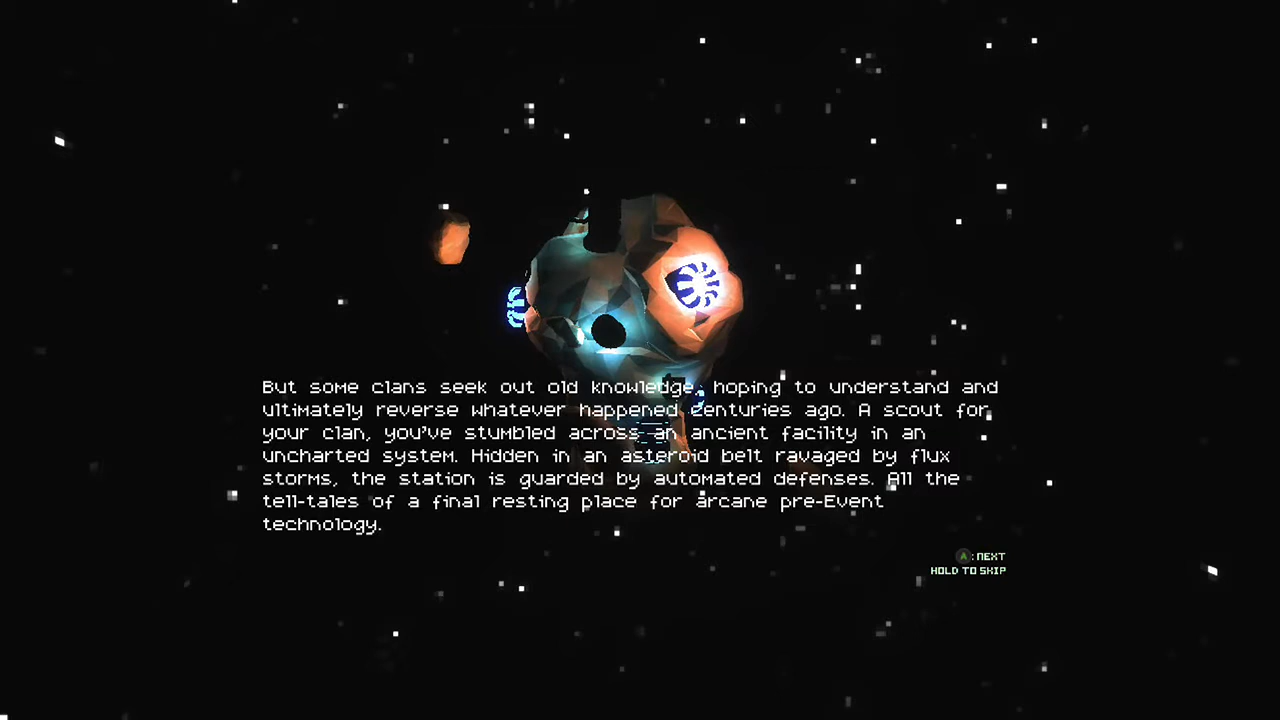 But some clans seek out old knowledge, hoping to understand and
ultimately reverse whatever happened centuries ago. A scout for
your clan, you've stumbled across an ancient facility in an
uncharted system. Hidden in an asteroid belt ravaged by flux
storms, the station is guarded by automated defenses. All the
tell-tales of a final resting place for arcane pre-Event
technology.
A: NEXT
HOLD TO SKIP